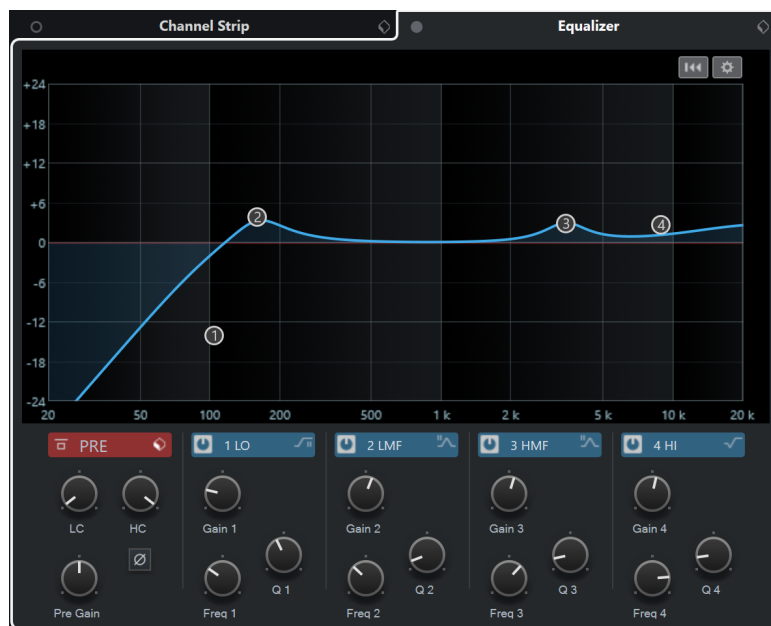 Channel Strip Equalizer
+24
+18
+12
+6
0
-6
-12
-18
-24
2
3
4
1
20 50 100 200 500 1 k 2 k 5 k 10 k 20 k
PRE 1 LO 2 LMF 3 HMF 4 HI
LC HC Gain 1 Gain 2 Gain 3 Gain 4
Q 1 Q 2 Q 3 Q 4
Pre Gain Freq 1 Freq 2 Freq 3 Freq 4